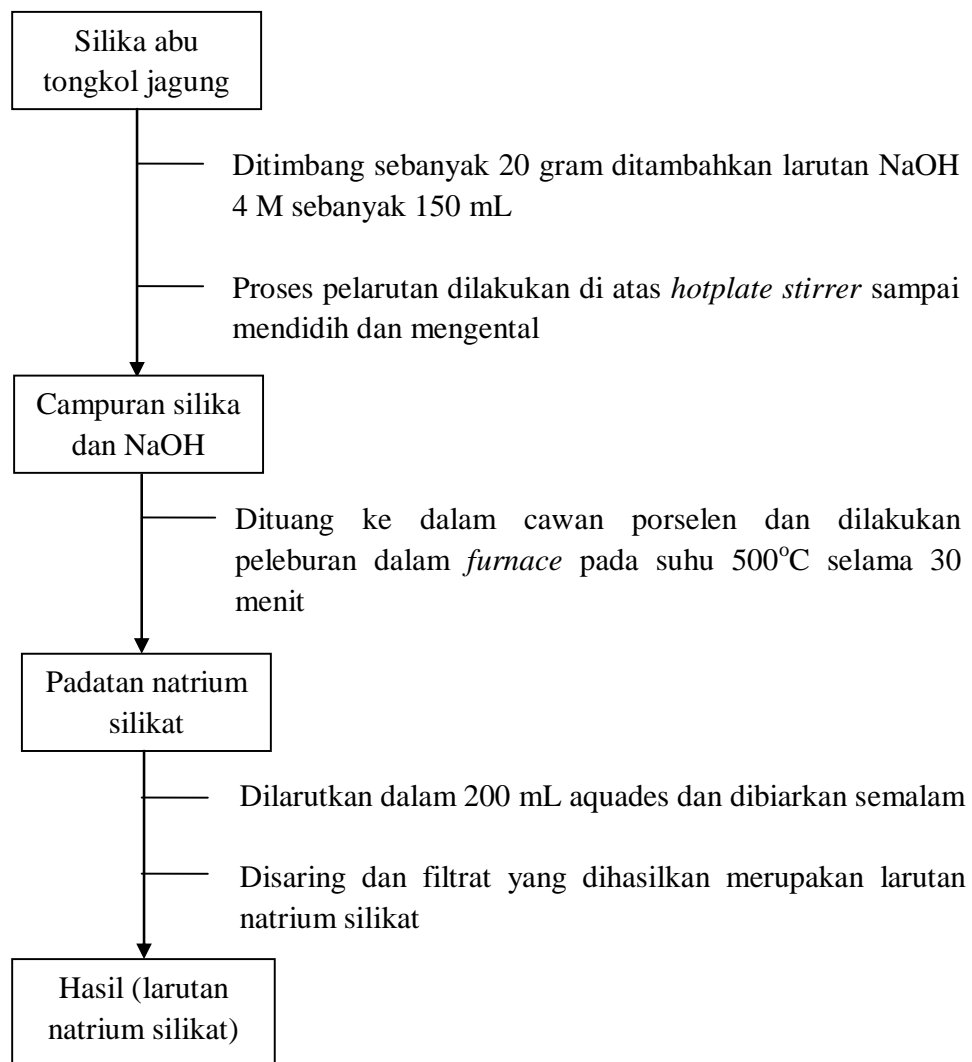 Silika abu
tongkol jagung
Ditimbang sebanyak 20 gram ditambahkan larutan NaOH
4 M sebanyak 150 mL
Proses pelarutan dilakukan di atas hotplate stirrer sampai
mendidih dan mengental
Campuran silika
dan NaOH
Dituang ke dalam cawan porselen dan dilakukan
peleburan dalam furnace pada suhu 500°C selama 30
menit
Padatan natrium
silikat
Dilarutkan dalam 200 mL aquades dan dibiarkan semalam
Disaring dan filtrat yang dihasilkan merupakan larutan
natrium silikat
Hasil (larutan
natrium silikat)